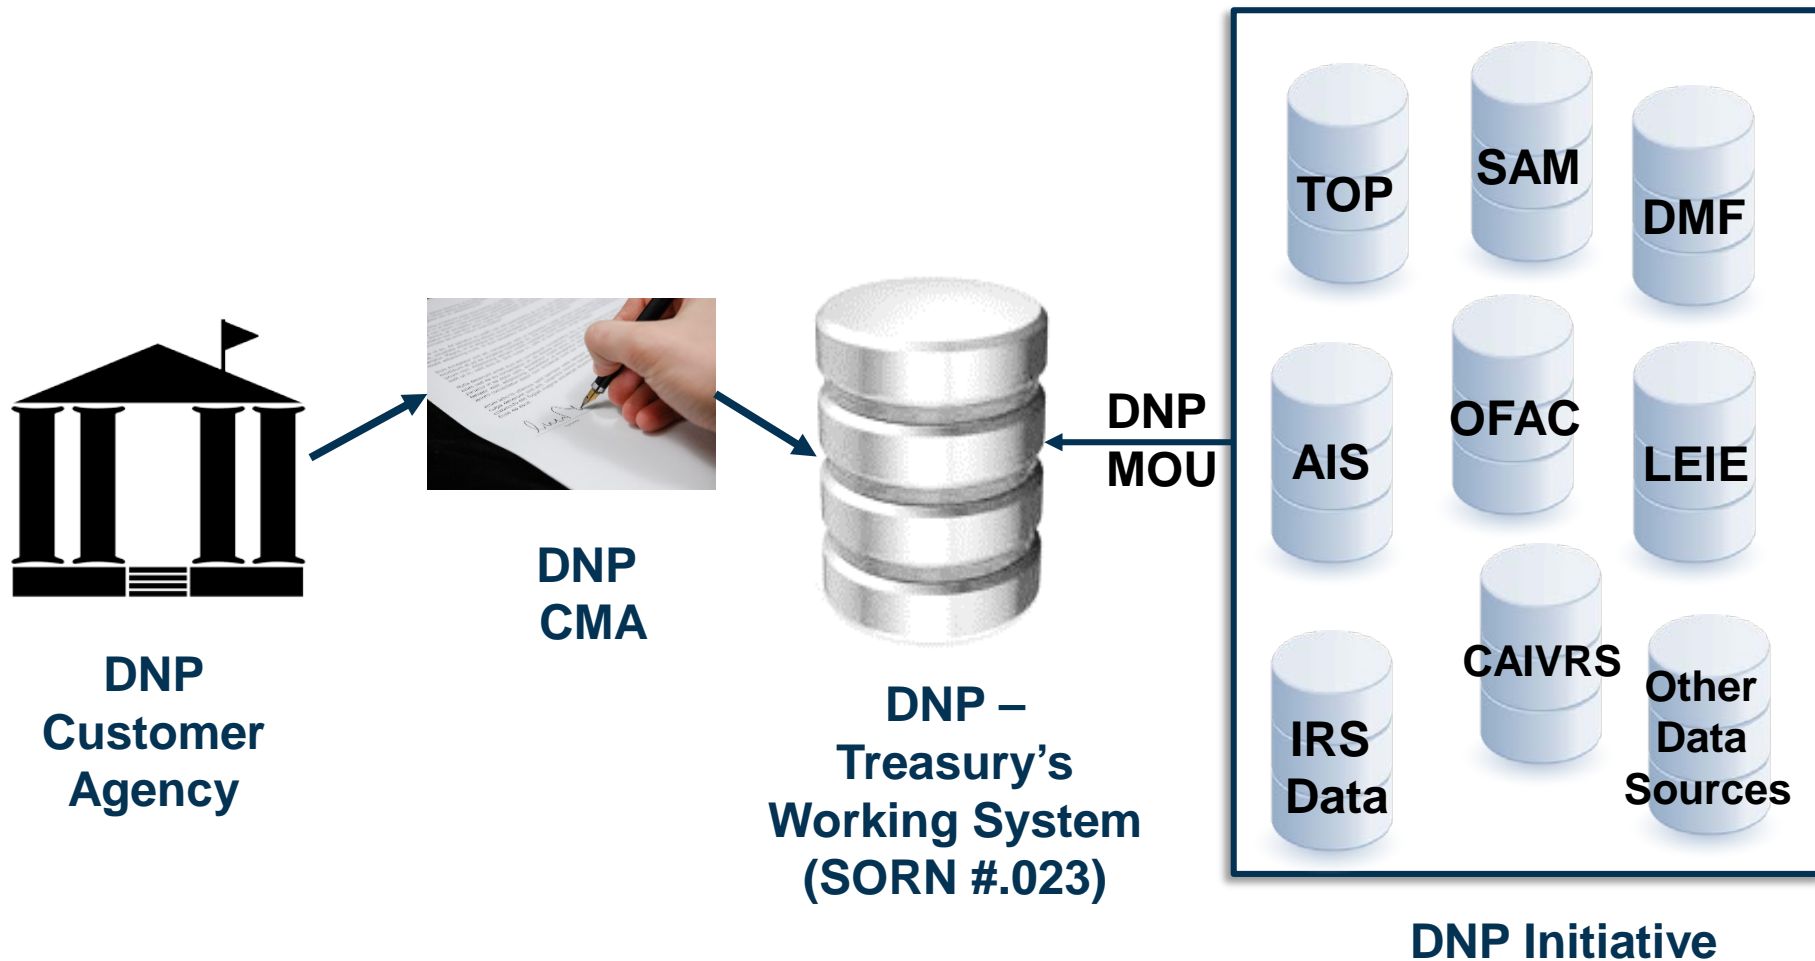 DNP
Customer
Agency
DNP
CMA
DNP –
Treasury's
Working System
(SORN #.023)
DNP
MOU
TOP
SAM
DMF
AIS
OFAC
LEIE
IRS
Data
CAIVRS
Other
Data
Sources
DNP Initiative